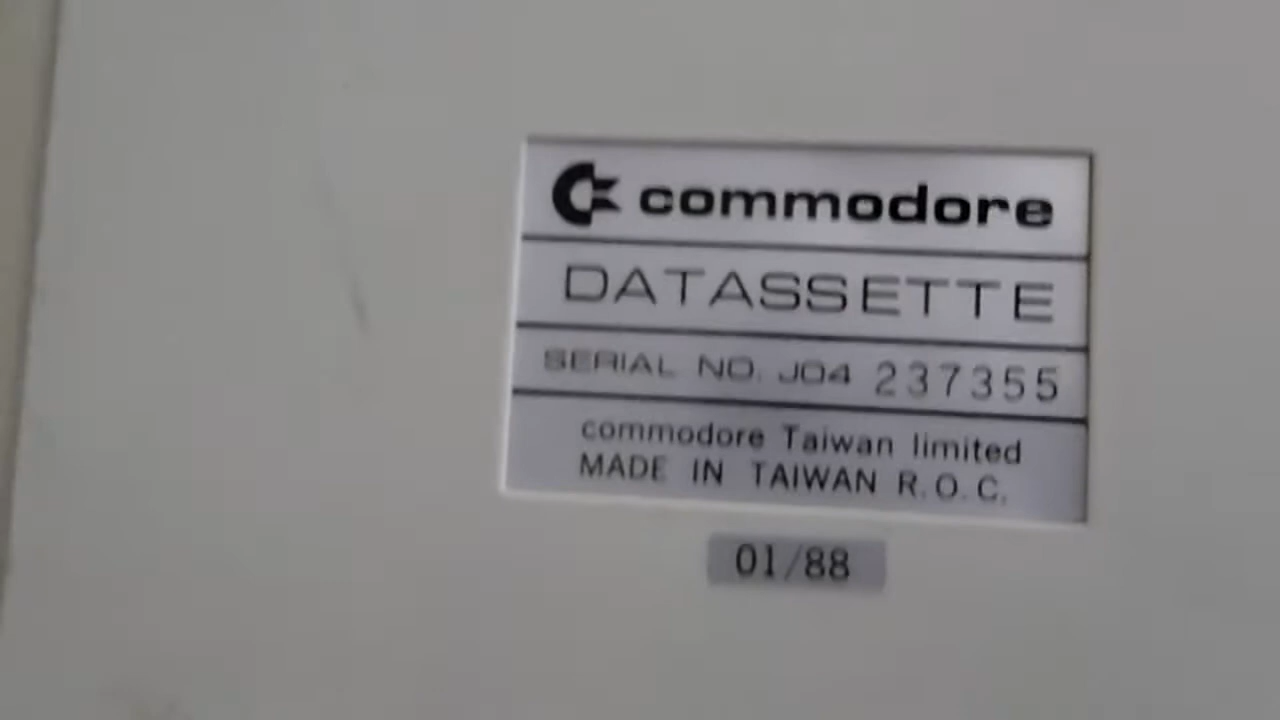 commodore
DATASSETTE
SERIAL NO. J04 237355
commodore Taiwan limited
MADE IN TAIWAN R.O.C.
01/88